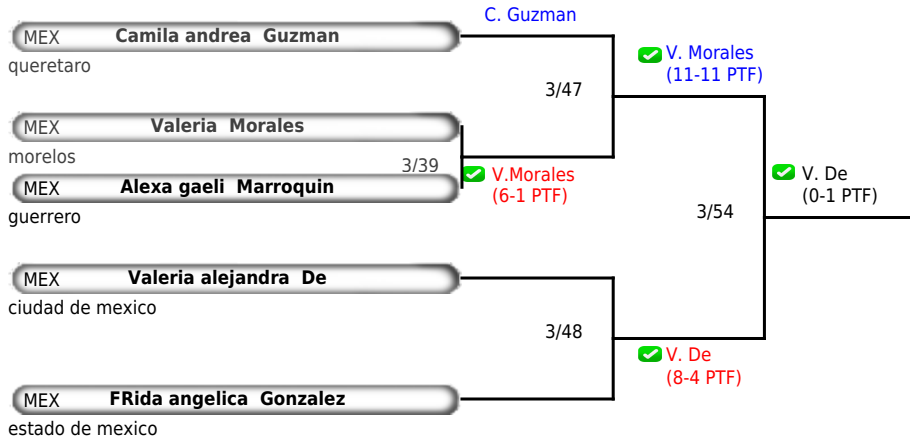 C. Guzman
MEX Camila andrea Guzman
queretaro
V. Morales
(11-11 PTF)
3/47
MEX Valeria Morales
morelos
3/39
V.Morales
(6-1 PTF)
MEX Alexa gaeli Marroquin
guerrero
V. De
(0-1 PTF)
3/54
MEX Valeria alejandra De
ciudad de mexico
3/48
V. De
(8-4 PTF)
MEX FRida angelica Gonzalez
estado de mexico